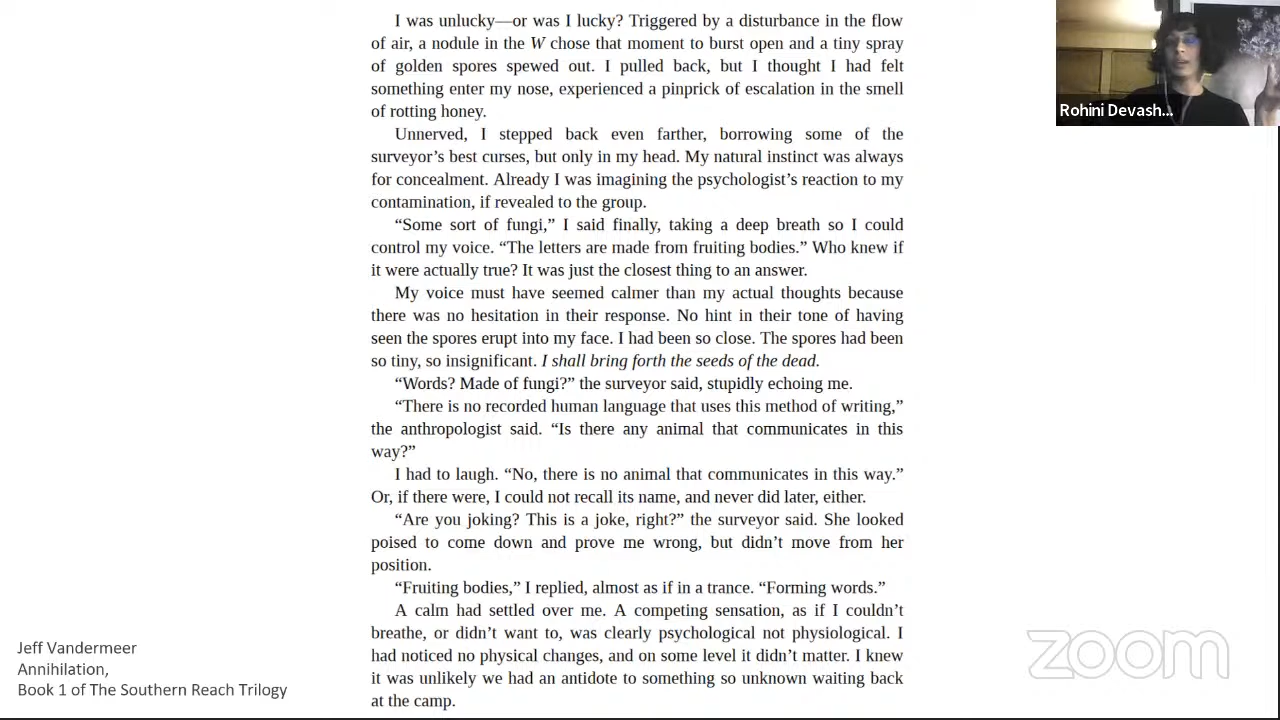 I was unlucky—or was I lucky? Triggered by a disturbance in the flow
of air, a nodule in the W chose that moment to burst open and a tiny spray
of golden spores spewed out. I pulled back, but I thought I had felt
something enter my nose, experienced a pinprick of escalation in the smell
of rotting honey.
Unnerved, I stepped back even farther, borrowing some of the
surveyor’s best curses, but only in my head. My natural instinct was always
for concealment. Already I was imagining the psychologist’s reaction to my
contamination, if revealed to the group.
“Some sort of fungi,” I said finally, taking a deep breath so I could
control my voice. “The letters are made from fruiting bodies.” Who knew if
it were actually true? It was just the closest thing to an answer.
My voice must have seemed calmer than my actual thoughts because
there was no hesitation in their response. No hint in their tone of having
seen the spores erupt into my face. I had been so close. The spores had been
so tiny, so insignificant. I shall bring forth the seeds of the dead.
“Words? Made of fungi?” the surveyor said, stupidly echoing me.
“There is no recorded human language that uses this method of writing,”
the anthropologist said. “Is there any animal that communicates in this
way?”
I had to laugh. “No, there is no animal that communicates in this way.”
Or, if there were, I could not recall its name, and never did later, either.
“Are you joking? This is a joke, right?” the surveyor said. She looked
poised to come down and prove me wrong, but didn’t move from her
position.
“Fruiting bodies,” I replied, almost as if in a trance. “Forming words.”
A calm had settled over me. A competing sensation, as if I couldn’t
breathe, or didn’t want to, was clearly psychological not physiological. I
had noticed no physical changes, and on some level it didn’t matter. I knew
it was unlikely we had an antidote to something so unknown waiting back
at the camp.
Jeff Vandermeer
Annihilation,
Book 1 of The Southern Reach Trilogy
Rohini Devash...
zoom